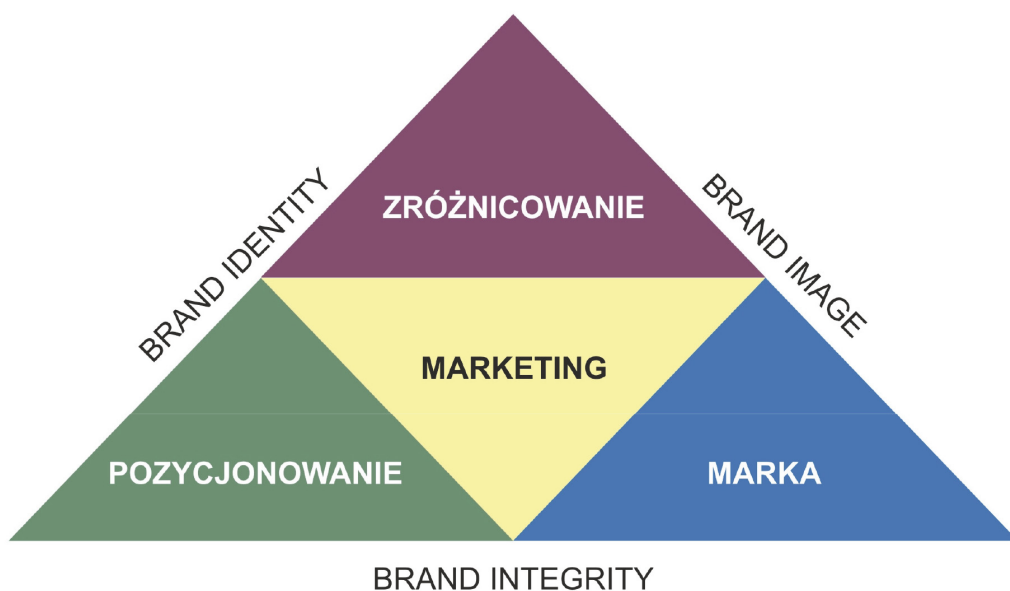 ZRÓŻNICOWANIE
BRAND IDENTITY
BRAND IMAGE
MARKETING
POZYCJONOWANIE
MARKA
BRAND INTEGRITY